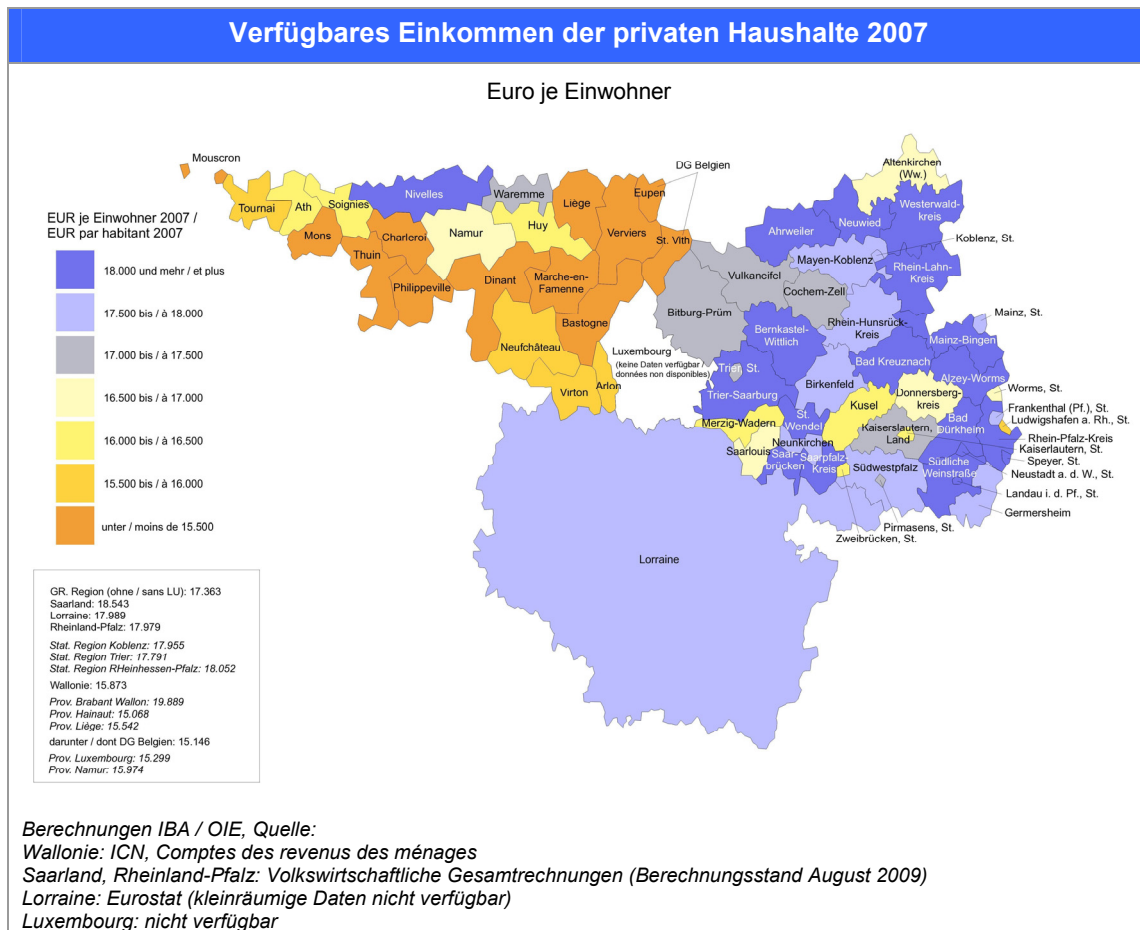 Verfügbares Einkommen der privaten Haushalte 2007
Euro je Einwohner
Mouscron
DG Belgien
Altenkirchen
(Ww.)
Tournai
Ath
Soignies
Nivelles
Waremme
Liège
Eupen
Ahrweiler
Neuwied
Westerwald-
kreis
EUR je Einwohner 2007 /
EUR par habitant 2007
Mons
Charleroi
Namur
Huy
Verviers
St. Vith
Mayen-Koblenz
Koblenz, St.
Thuin
Philippeville
Dinant
Marche-en-
Famenne
Vulkancifcl
Cochem-Zell
Rhein-Lahn-
Kreis
18.000 und mehr / et plus
17.500 bis / à 18.000
17.000 bis / à 17.500
16.500 bis / à 17.000
16.000 bis / à 16.500
15.500 bis / à 16.000
unter / moins de 15.500
Bastogne
Bitburg-Prüm
Bernkastel-
Wittlich
Rhein-Hunsrück-
Kreis
Mainz, St.
Mainz-Bingen
Neufchâteau
Luxembourg
(keine Daten verfügbar /
données non disponibles)
Trier, St.
Bad Kreuznach
Alzey-Worms
Virton
Arlon
Trier-Saarburg
Birkenfeld
Donnersberg-
kreis
Worms, St.
Merzig-Wadern
St.
Wendel
Kusel
Bad
Dürkheim
Frankenthal (Pf.), St.
Ludwigshafen a. Rh., St.
Saarlouis
Neunkirchen
Kaiserslautern,
Land
Rhein-Pfalz-Kreis
Kaiserlautern, St.
Saar-
brücken
Saarpfalz-
Kreis
Südwestpfalz
Südliche
Weinstraße
Speyer, St.
Neustadt a. d. W., St.
Landau i. d. Pf., St.
Germersheim
Pirmasens, St.
Zweibrücken, St.
Lorraine
GR. Region (ohne / sans LU): 17.363
Saarland: 18.543
Lorraine: 17.989
Rheinland-Pfalz: 17.979
Stat. Region Koblenz: 17.955
Stat. Region Trier: 17.791
Stat. Region RHeinhessen-Pfalz: 18.052
Wallonie: 15.873
Prov. Brabant Wallon: 19.889
Prov. Hainaut: 15.068
Prov. Liège: 15.542
darunter / dont DG Belgien: 15.146
Prov. Luxembourg: 15.299
Prov. Namur: 15.974
Berechnungen IBA / OIE, Quelle:
Wallonie: ICN, Comptes des revenus des ménages
Saarland, Rheinland-Pfalz: Volkswirtschaftliche Gesamtrechnungen (Berechnungsstand August 2009)
Lorraine: Eurostat (kleinräumige Daten nicht verfügbar)
Luxembourg: nicht verfügbar